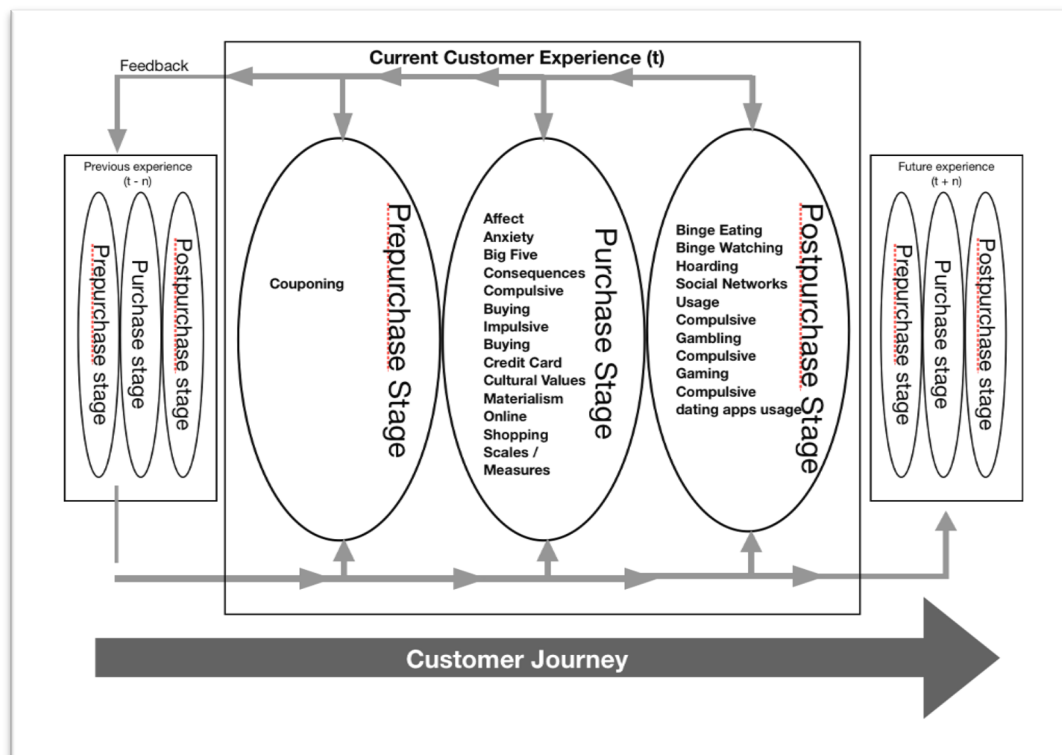 Current Customer Experience (t)
Feedback
Previous experience
(t - n)
Prepurchase stage
Purchase stage
Postpurchase stage
Couponing
Prepurchase Stage
Affect
Anxiety
Big Five
Consequences
Compulsive
Buying
Impulsive
Buying
Credit Card
Cultural Values
Materialism
Online
Shopping
Scales /
Measures
Purchase Stage
Binge Eating
Binge Watching
Hoarding
Social Networks
Usage
Compulsive
Gambling
Compulsive
Gaming
Compulsive
dating apps usage
Postpurchase Stage
Future experience
(t + n)
Prepurchase stage
Purchase stage
Postpurchase stage
Customer Journey